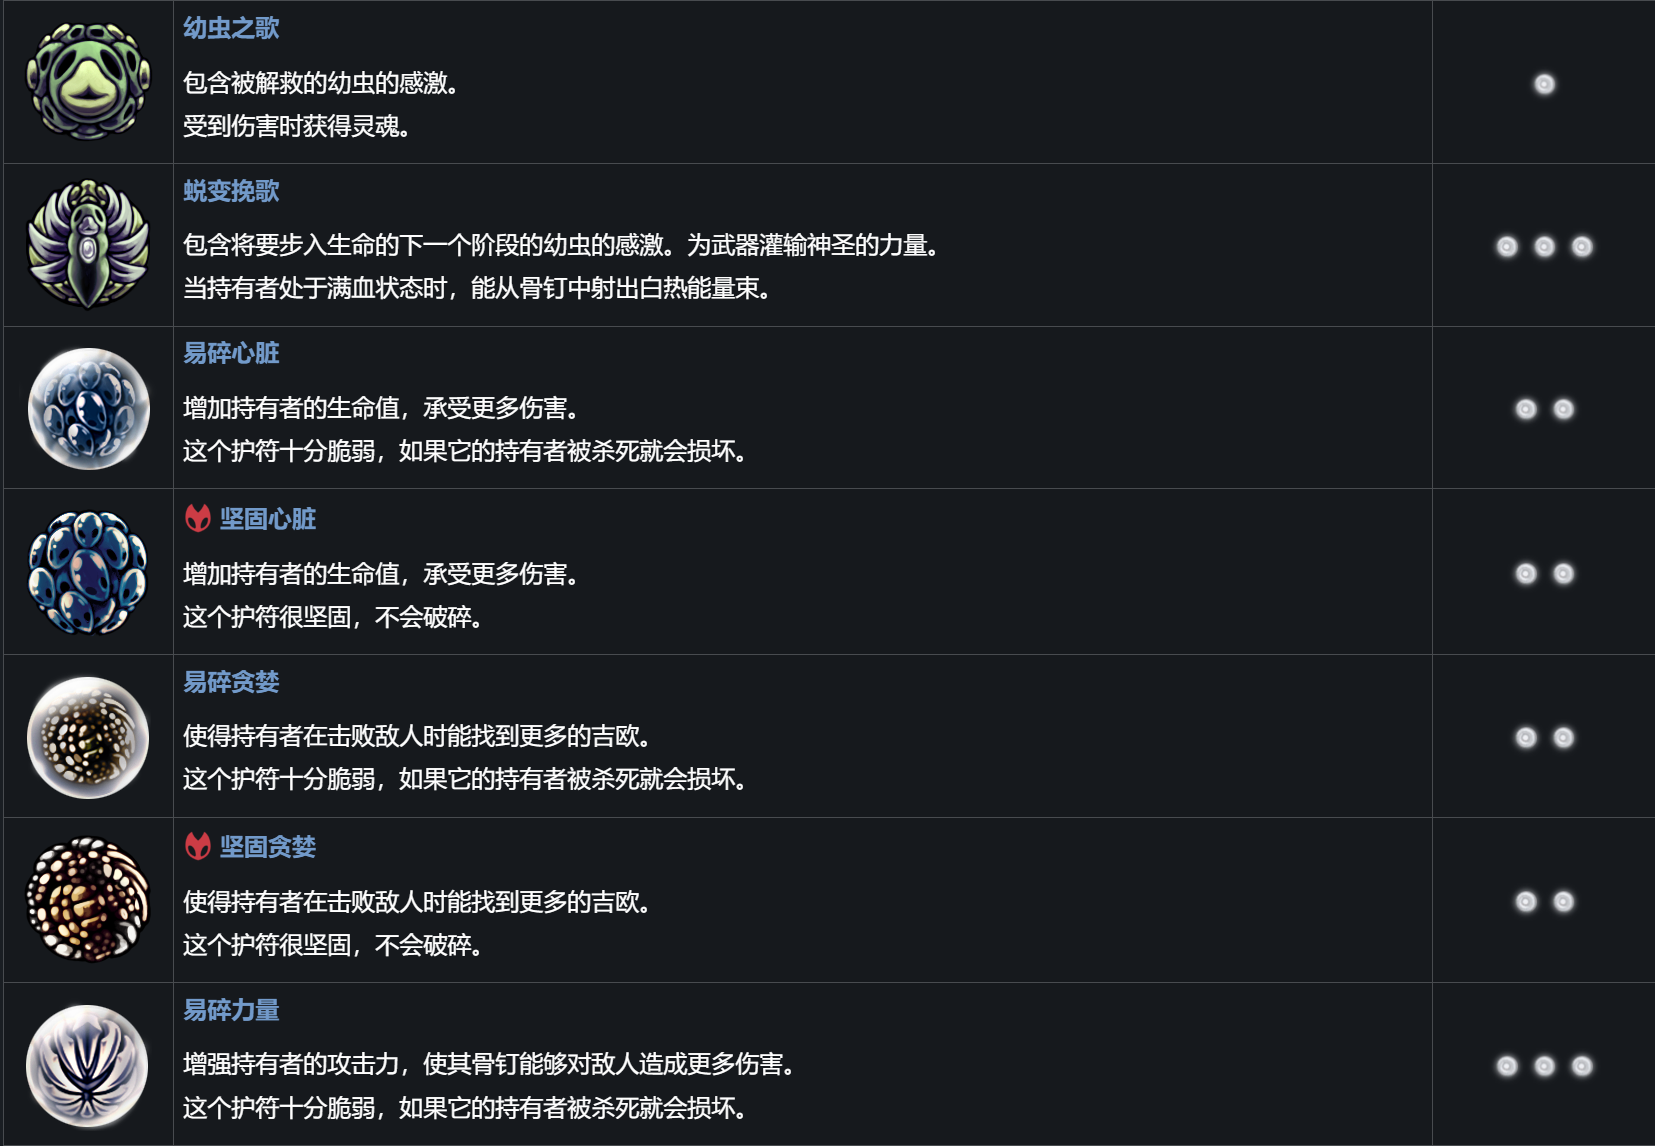 幼虫之歌
包含被解救的幼虫的感激。
受到伤害时获得灵魂。
蜕变挽歌
包含将要步入生命的下一个阶段的幼虫的感激。为武器灌输神圣的力量。
当持有者处于满血状态时，能从骨钉中射出白热能量束。
易碎心脏
增加持有者的生命值，承受更多伤害。
这个护符十分脆弱，如果它的持有者被杀死就会损坏。
坚固心脏
增加持有者的生命值，承受更多伤害。
这个护符很坚固，不会破碎。
易碎贪婪
使得持有者在击败敌人时能找到更多的吉欧。
这个护符十分脆弱，如果它的持有者被杀死就会损坏。
坚固贪婪
使得持有者在击败敌人时能找到更多的吉欧。
这个护符很坚固，不会破碎。
易碎力量
增强持有者的攻击力，使其骨钉能够对敌人造成更多伤害。
这个护符十分脆弱，如果它的持有者被杀死就会损坏。